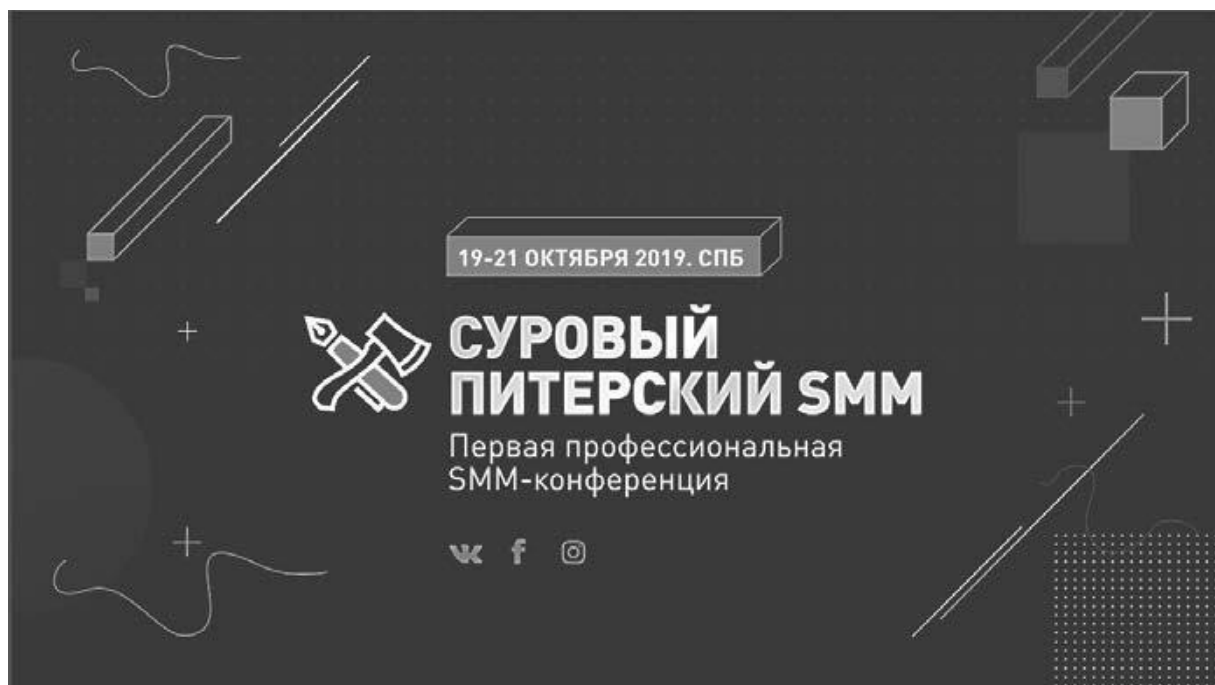 19-21 ОКТЯБРЯ 2019. СПБ
СУРОВЫЙ
ПИТЕРСКИЙ SMM
Первая профессиональная
SMM-конференция